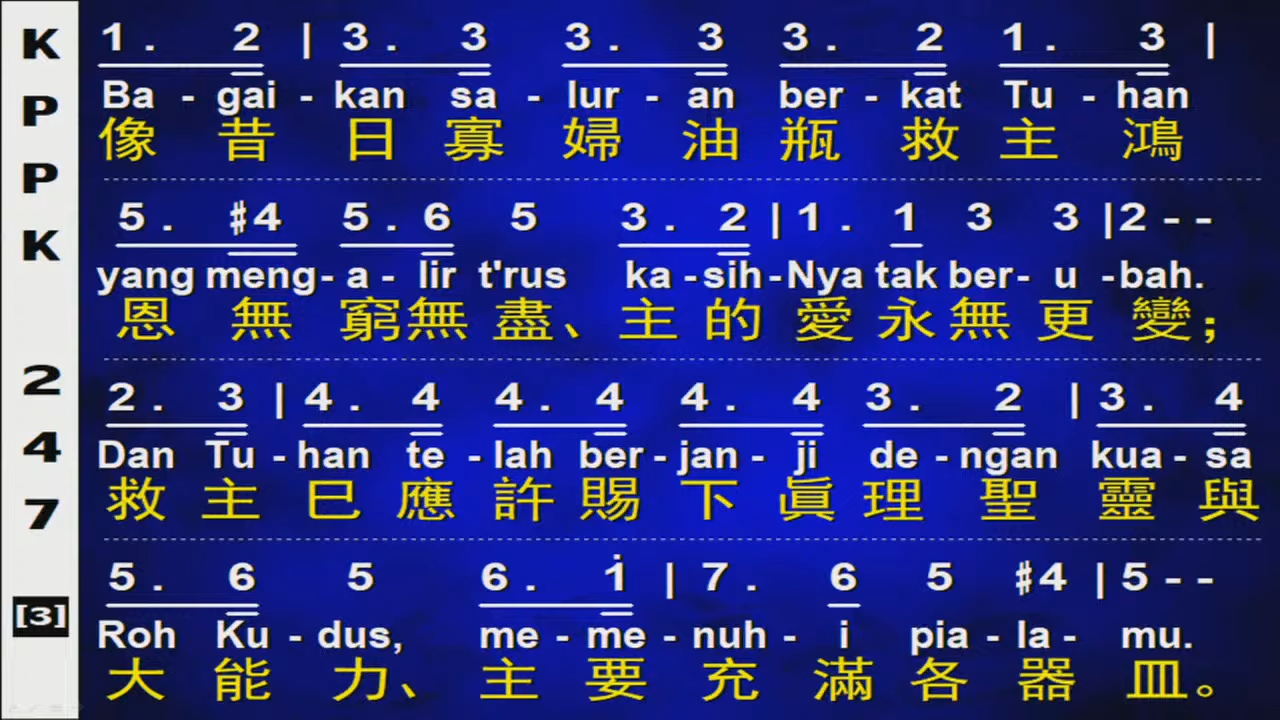 K
P
P
K
2
4
7
[3]
1 . 2 | 3 . 3 3 . 3 3 . 2 1 . 3 |
Ba - gai - kan sa - lur - an ber - kat Tu - han
像 昔 日 寡 婦 油 瓶 救 主 鴻
5 . ♯4 5 . 6 5 3 . 2 | 1 . 1 3 3 | 2 - -
yang meng- a - lir t'rus ka -sih-Nya tak ber- u -bah.
恩 無 窮無 盡、主 的 愛 永 無 更 變;
2 . 3 | 4 . 4 4 . 4 4 . 4 3 . 2 | 3 . 4
Dan Tu - han te - lah ber - jan - ji de - ngan kua - sa
救 主 巳 應 許 賜 下 眞 理 聖 靈 與
5 . 6 5 6 . i̇ | 7 . 6 5 ♯4 | 5 - -
Roh Ku - dus, me - me - nuh - i pia - la - mu.
大 能 力、 主 要 充 滿 各 器 皿。